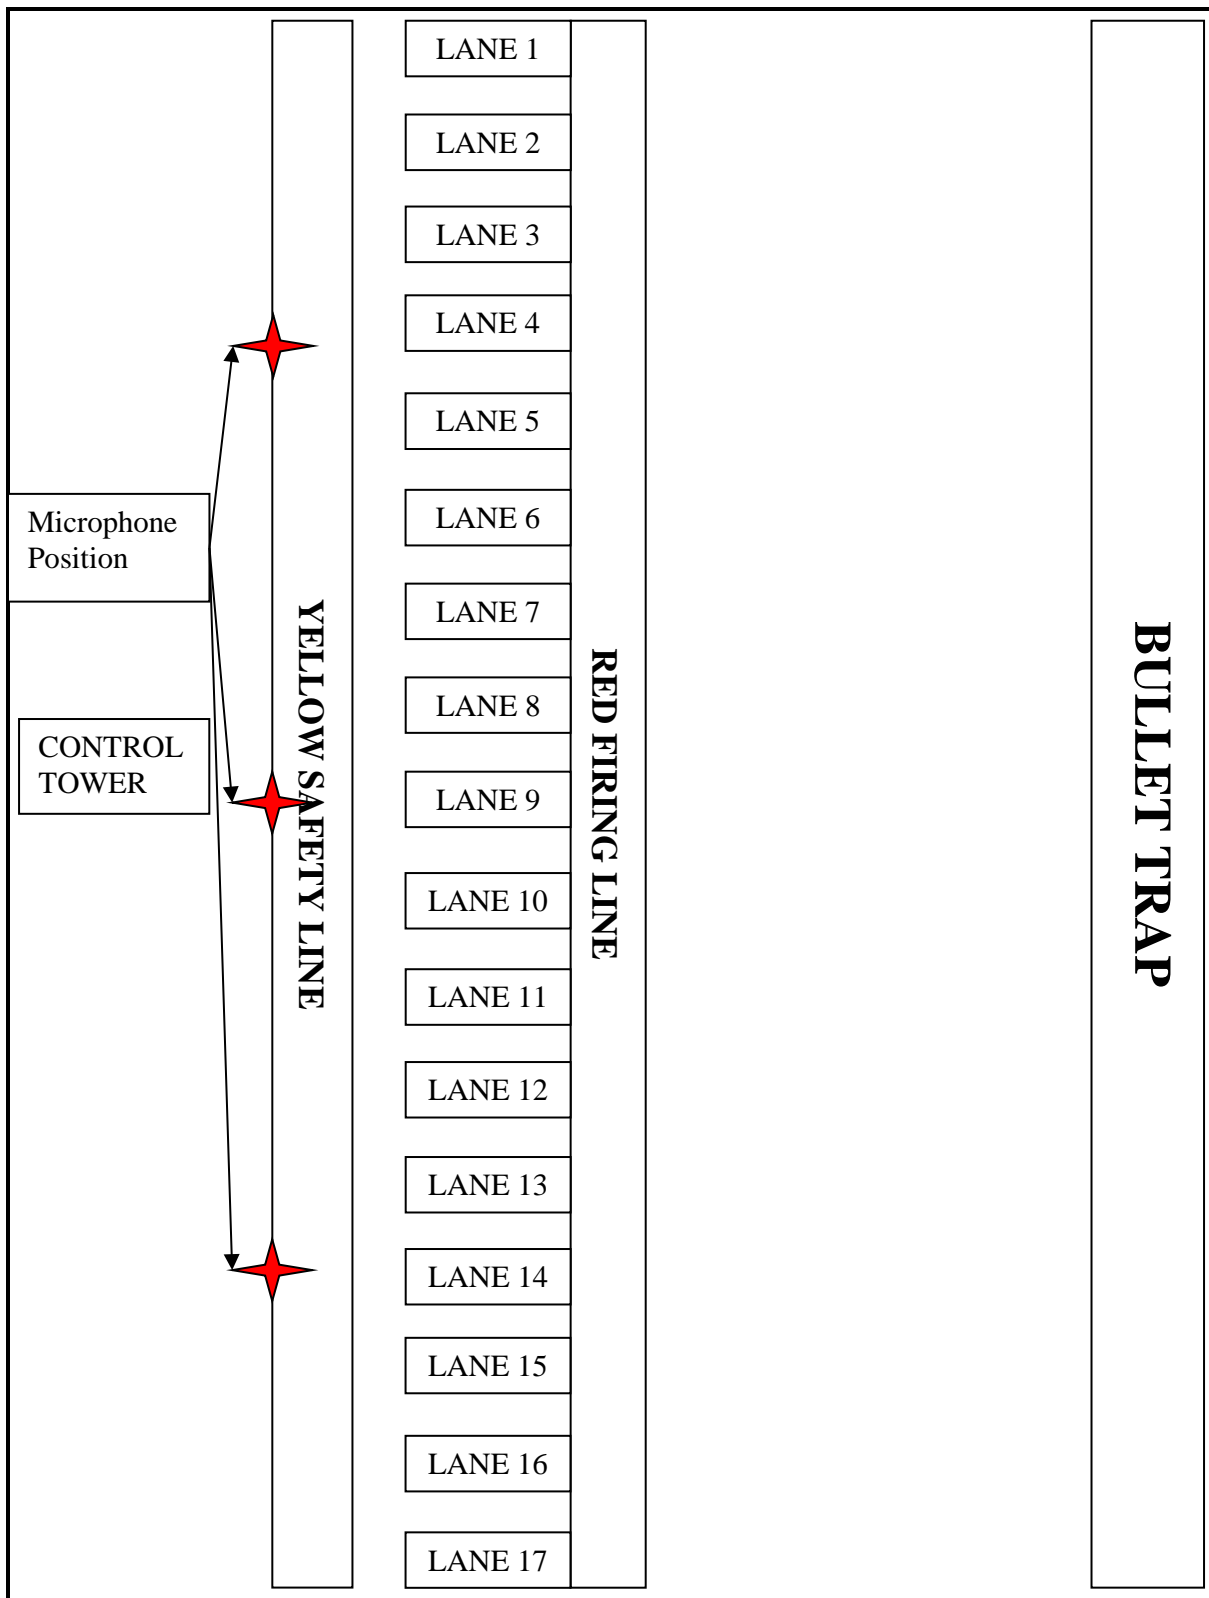 LANE 1
LANE 2
LANE 3
LANE 4
LANE 5
LANE 6
LANE 7
LANE 8
LANE 9
LANE 10
LANE 11
LANE 12
LANE 13
LANE 14
LANE 15
LANE 16
LANE 17
Microphone
Position
CONTROL
TOWER
YELLOW SAFETY LINE
RED FIRING LINE
BULLET TRAP